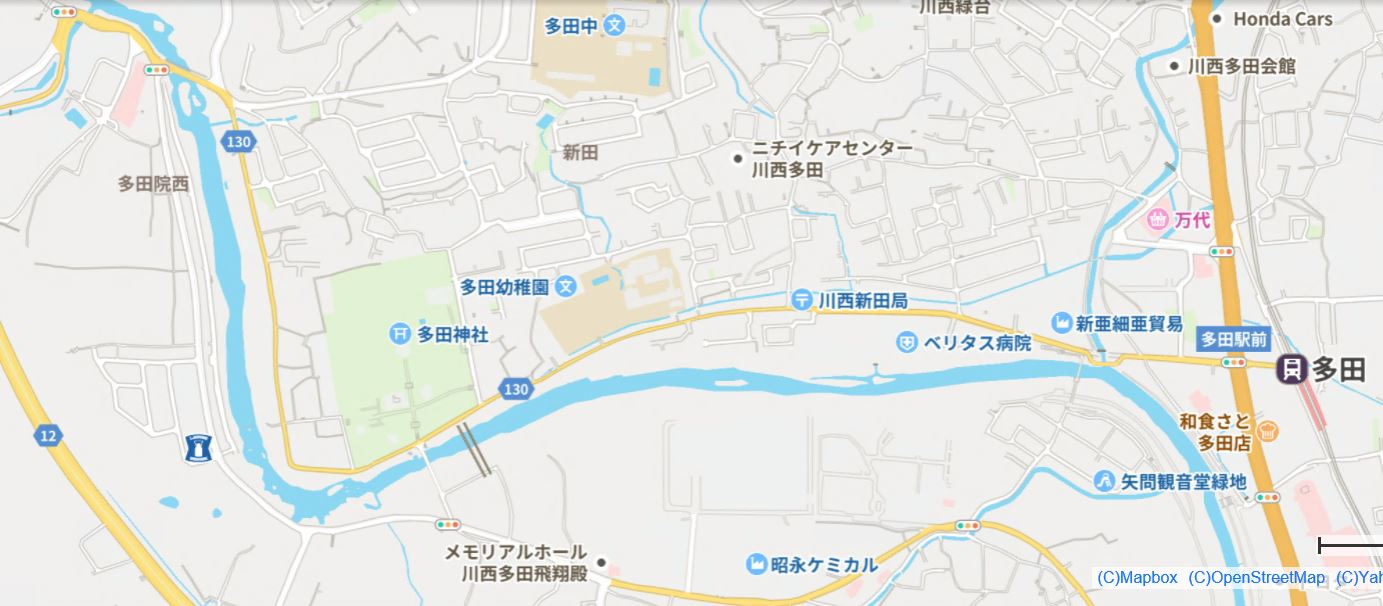 川西緑台
Honda Cars
多田中
川西多田会館
130
ニチイケアセンター
川西多田
新田
多田院西
万代
多田幼稚園
川西新田局
多田神社
新亜細亜貿易
ベリタス病院
多田駅前
多田
130
12
和食さと
多田店
矢問観音堂緑地
メモリアルホール
川西多田飛翔殿
昭永ケミカル
(C)Mapbox (C)OpenStreetMap (C)Yah